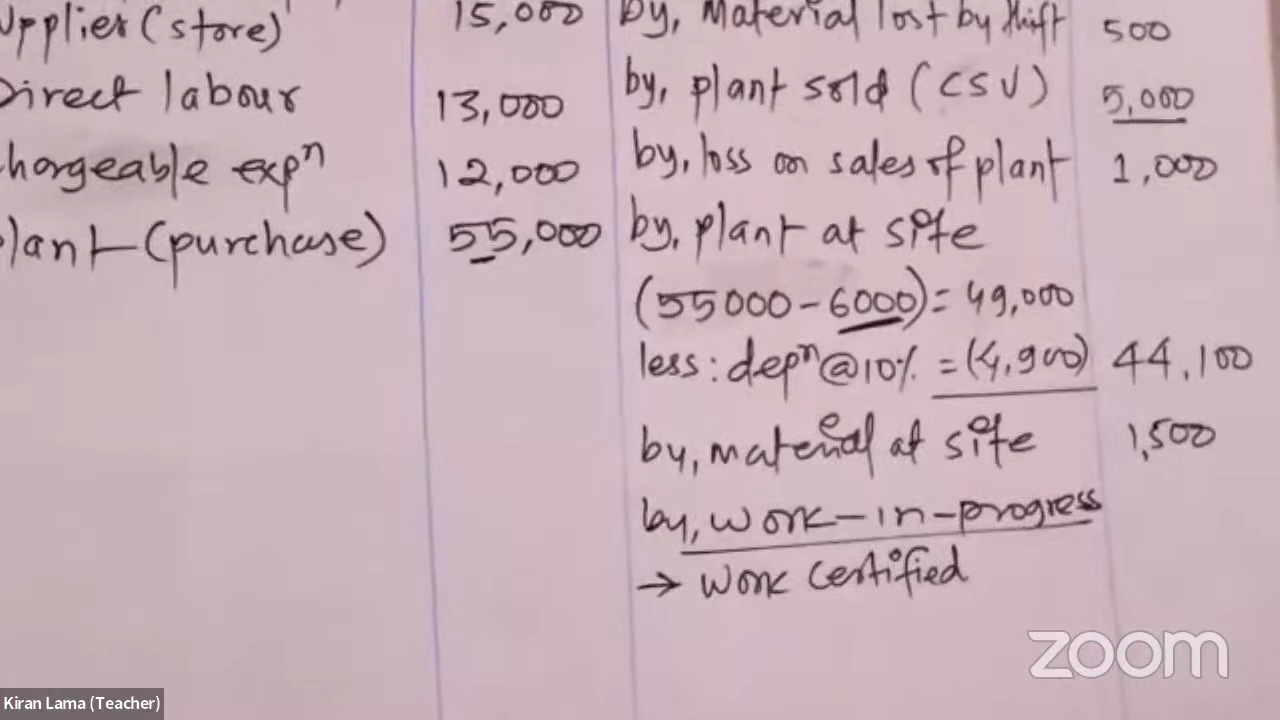 upplier (store) 15,000
Direct labour 13,000
hargeable expⁿ 12,000
plant (purchase) 55,000
by, Material lost by thift 500
by, plant sold (CSV) 5,000
by, loss on sales of plant 1,000
by, plant at site
(55000-6000) = 49,000
less: depⁿ @10% = (4,900) 44,100
by, material at site 1,500
by, work-in-progress
→ Work Certified
zoom
Kiran Lama (Teacher)